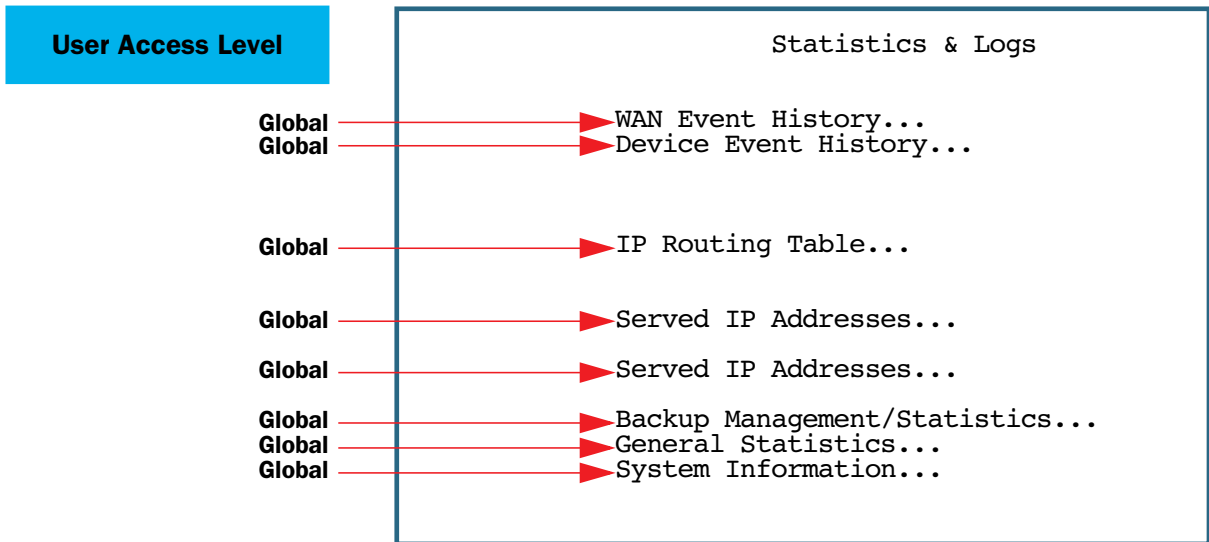 User Access Level
Statistics & Logs
Global WAN Event History...
Global Device Event History...
Global IP Routing Table...
Global Served IP Addresses...
Global Served IP Addresses...
Global Backup Management/Statistics...
Global General Statistics...
Global System Information...